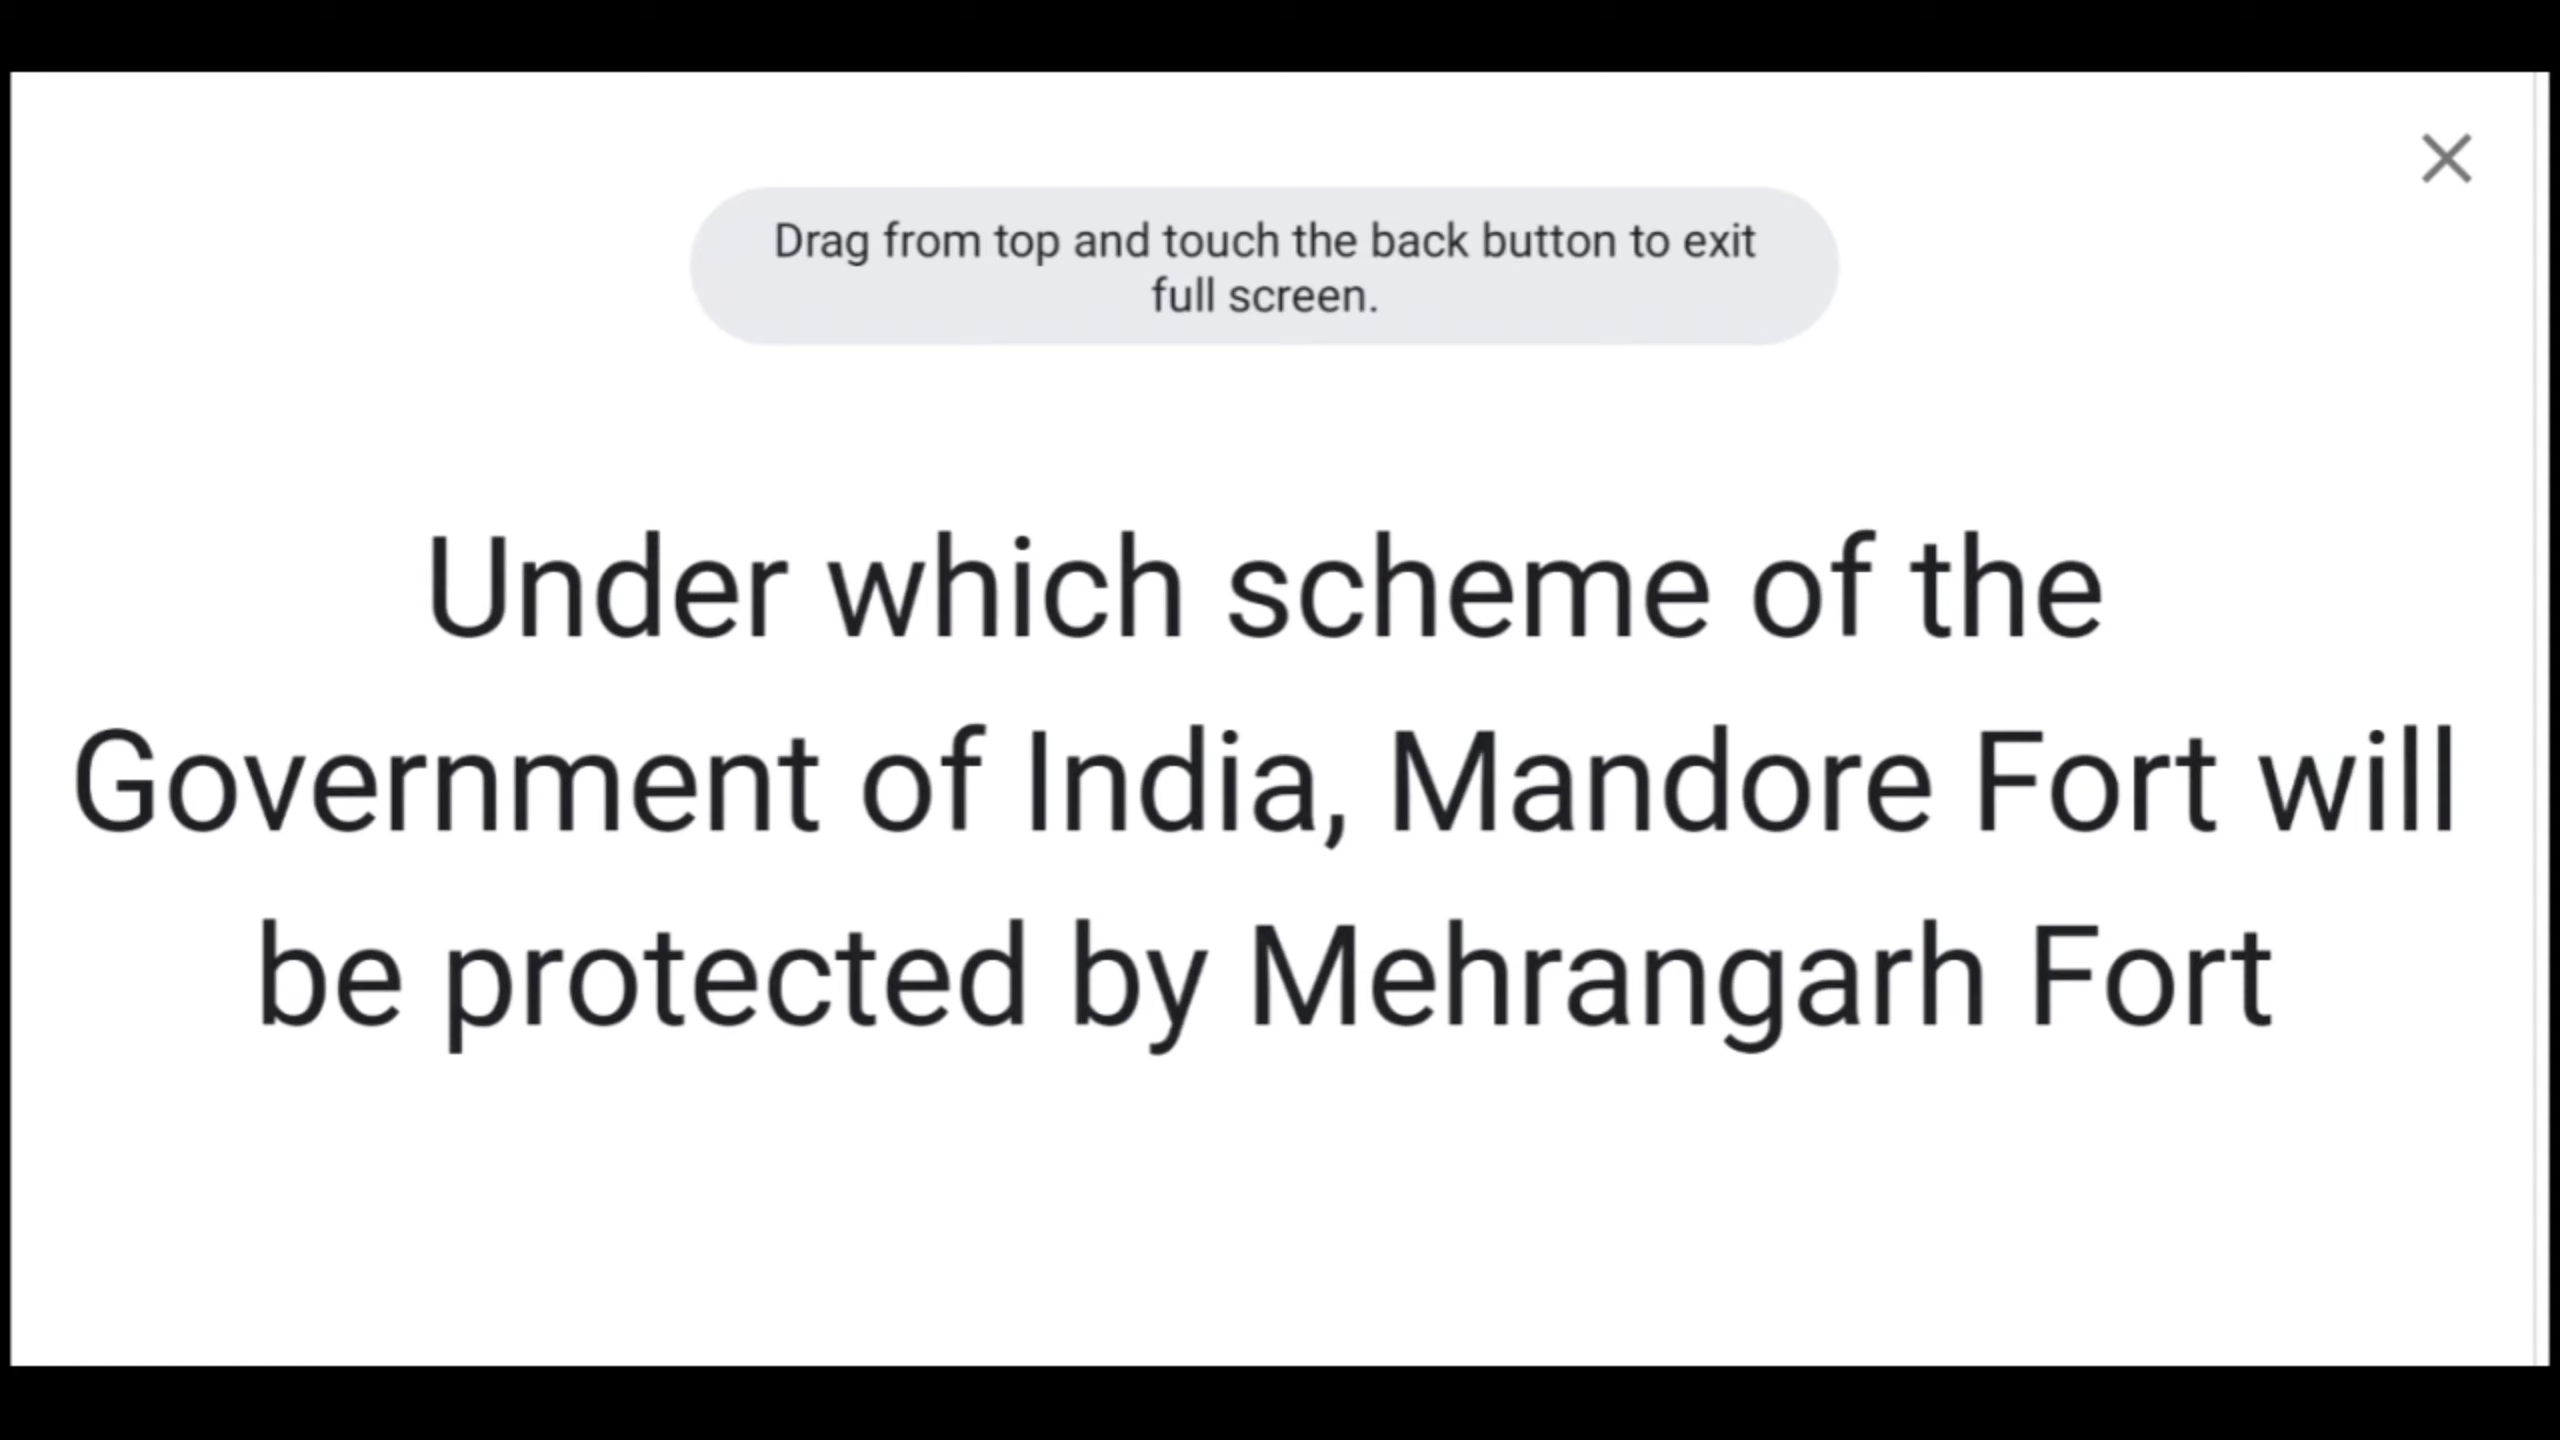 Drag from top and touch the back button to exit
full screen.
Under which scheme of the
Government of India, Mandore Fort will
be protected by Mehrangarh Fort